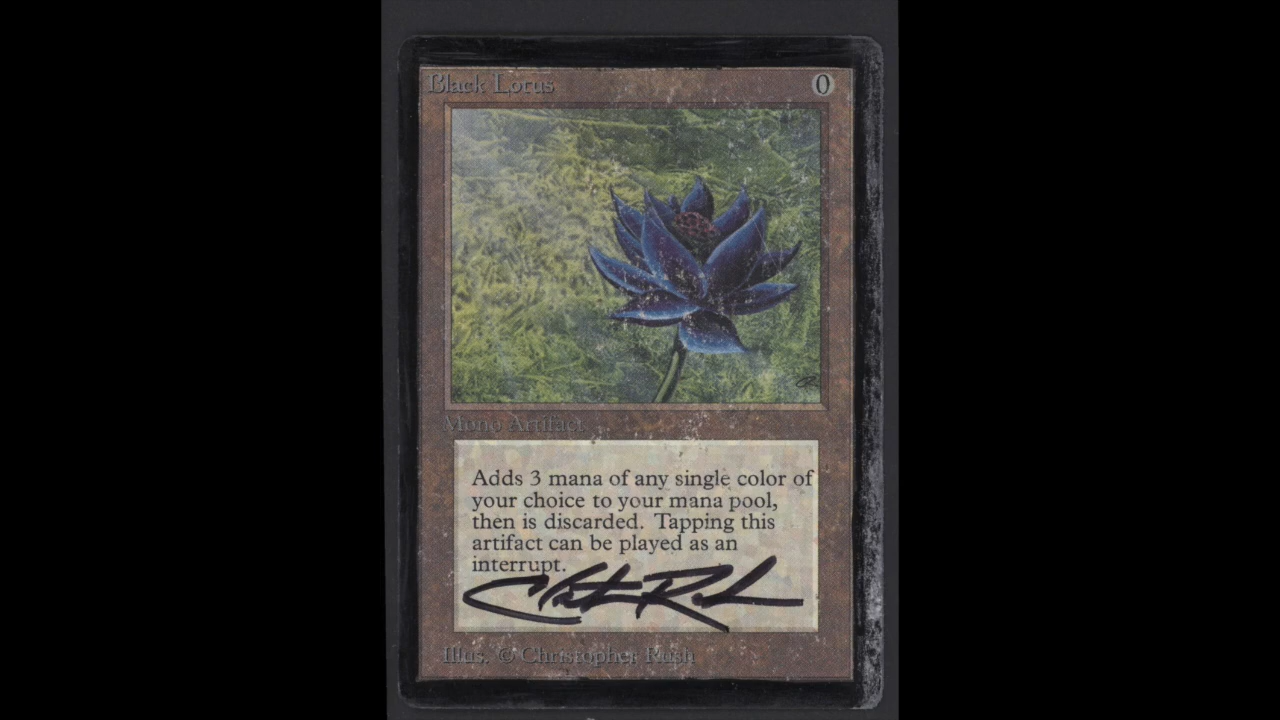 Black Lotus
0
Mono Artifact
Adds 3 mana of any single color of
your choice to your mana pool,
then is discarded. Tapping this
artifact can be played as an
interrupt.
Illus. © Christopher Rush